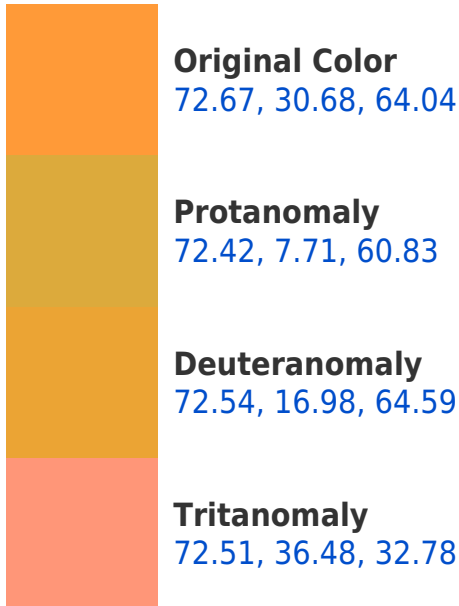 Original Color
72.67, 30.68, 64.04
Protanomaly
72.42, 7.71, 60.83
Deuteranomaly
72.54, 16.98, 64.59
Tritanomaly
72.51, 36.48, 32.78